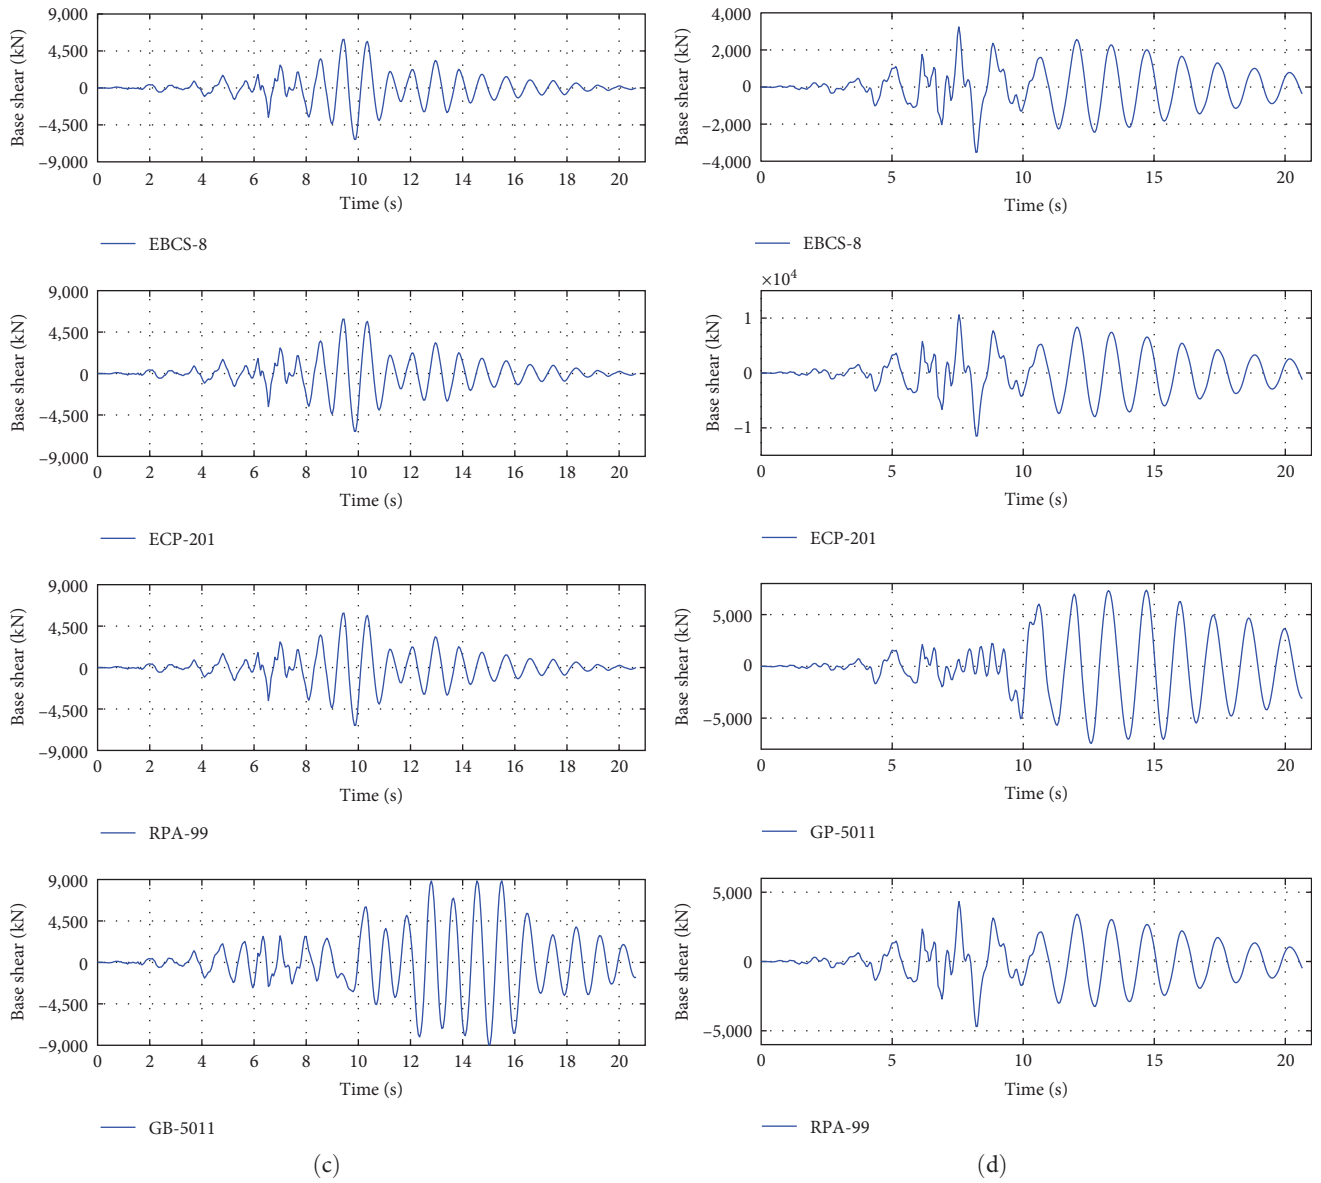 Base shear (kN)
9,000
4,500
0
−4,500
−9,000
0 2 4 6 8 10 12 14 16 18 20
Time (s)
EBCS-8
Base shear (kN)
9,000
4,500
0
−4,500
−9,000
0 2 4 6 8 10 12 14 16 18 20
Time (s)
ECP-201
Base shear (kN)
9,000
4,500
0
−4,500
−9,000
0 2 4 6 8 10 12 14 16 18 20
Time (s)
RPA-99
Base shear (kN)
9,000
4,500
0
−4,500
−9,000
0 2 4 6 8 10 12 14 16 18 20
Time (s)
GB-5011
(c)
Base shear (kN)
4,000
2,000
0
−2,000
−4,000
0 5 10 15 20
Time (s)
EBCS-8
×10⁴
Base shear (kN)
1
0
−1
0 5 10 15 20
Time (s)
ECP-201
Base shear (kN)
5,000
0
−5,000
0 5 10 15 20
Time (s)
GP-5011
Base shear (kN)
5,000
0
−5,000
0 5 10 15 20
Time (s)
RPA-99
(d)